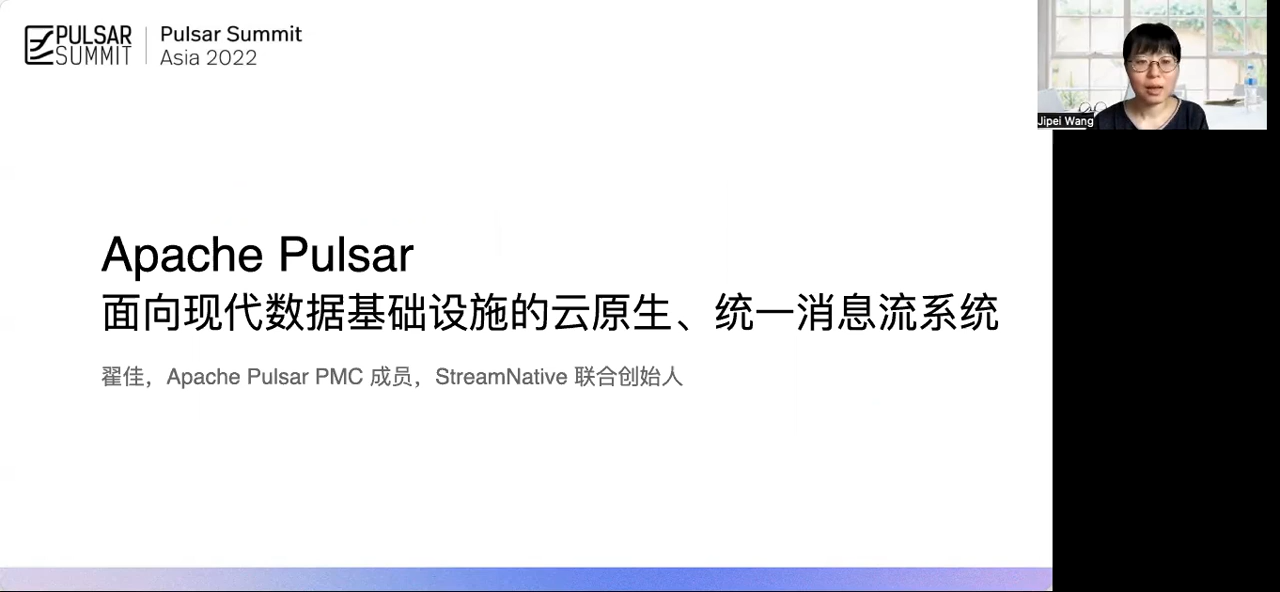 PULSAR
SUMMIT
Pulsar Summit
Asia 2022
Jipei Wang
Apache Pulsar
面向现代数据基础设施的云原生、统一消息流系统
翟佳，Apache Pulsar PMC 成员，StreamNative 联合创始人